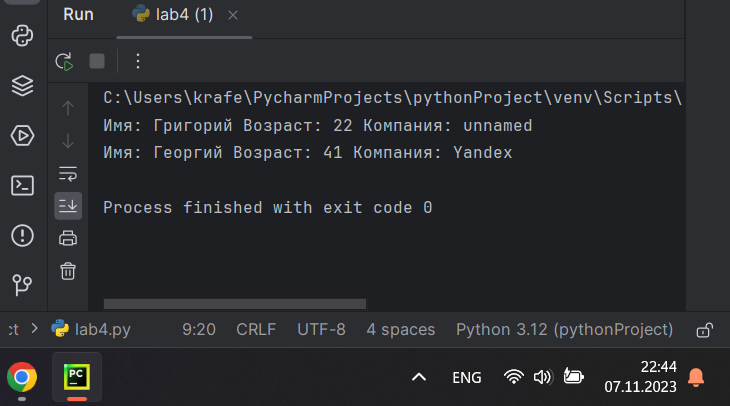 Run lab4 (1)
C:\Users\krafe\PycharmProjects\pythonProject\venv\Scripts\
Имя: Григорий Возраст: 22 Компания: unnamed
Имя: Георгий Возраст: 41 Компания: Yandex
Process finished with exit code 0
ct > lab4.py 9:20 CRLF UTF-8 4 spaces Python 3.12 (pythonProject)
PC ENG 22:44
07.11.2023